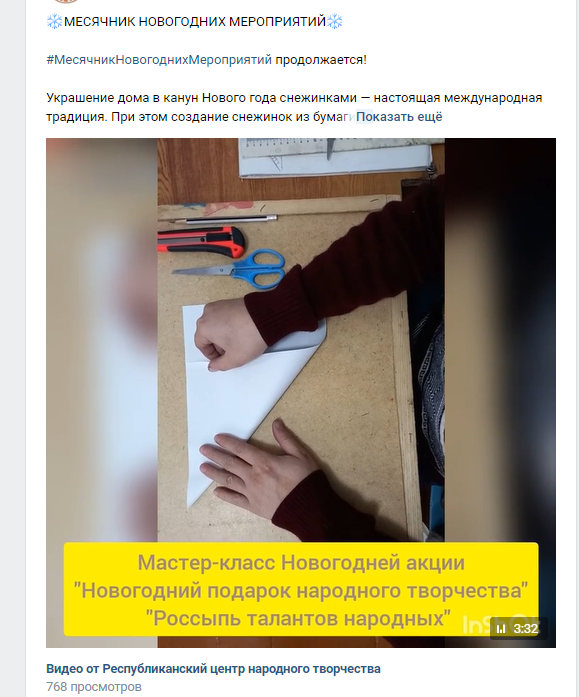 ❄МЕСЯЧНИК НОВОГОДНИХ МЕРОПРИЯТИЙ❄
#МесячникНовогоднихМероприятий продолжается!
Украшение дома в канун Нового года снежинками — настоящая международная
традиция. При этом создание снежинок из бумаги Показать ещё
Мастер-класс Новогодней акции
"Новогодний подарок народного творчества"
"Россыпь талантов народных"
3:32
Видео от Республиканский центр народного творчества
768 просмотров